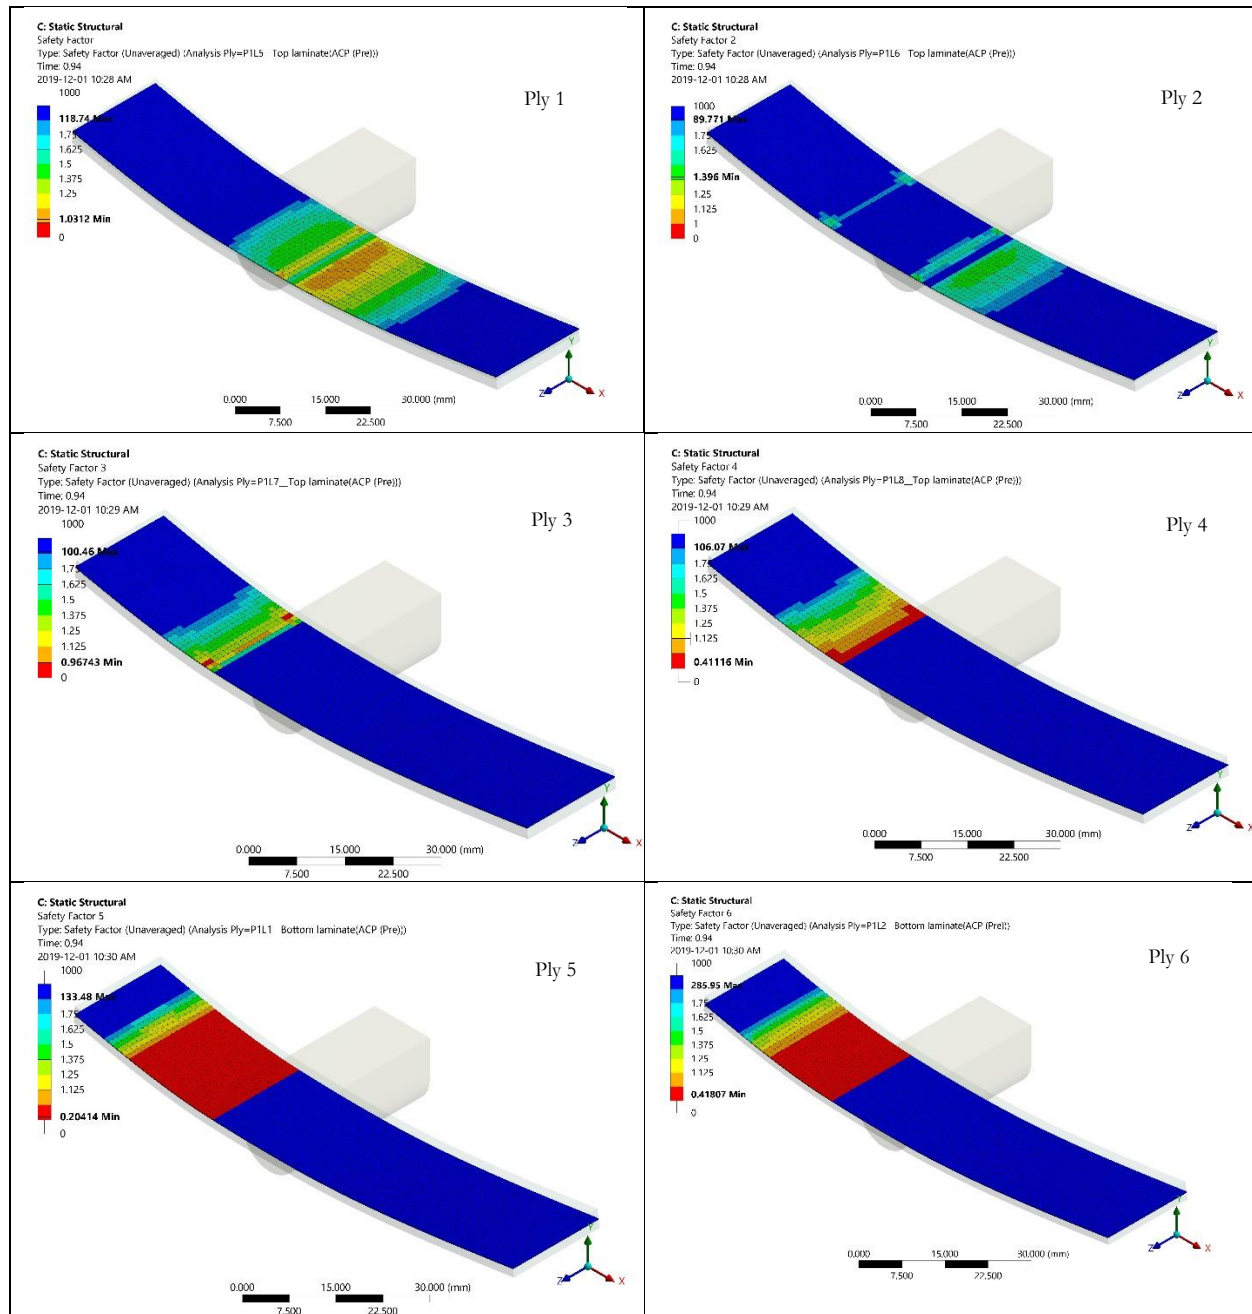 C: Static Structural
Safety Factor
Type: Safety Factor (Unaveraged) (Analysis Ply=P1L5 Top laminate(ACP (Pre)))
Time: 0.94
2019-12-01 10:28 AM
Ply 1
1000
118.74
1.75
1.625
1.5
1.375
1.25
1.0312 Min
0
0.000 15.000 30.000 (mm)
7.500 22.500
Y
Z X
C: Static Structural
Safety Factor 2
Type: Safety Factor (Unaveraged) (Analysis Ply=P1L6 Top laminate(ACP (Pre)))
Time: 0.94
2019-12-01 10:28 AM
Ply 2
1000
89.771 Max
1.75
1.625
1.396 Min
1.25
1.125
1
0
0.000 15.000 30.000 (mm)
7.500 22.500
Y
Z X
C: Static Structural
Safety Factor 3
Type: Safety Factor (Unaveraged) (Analysis Ply=P1L7_Top laminate(ACP (Pre)))
Time: 0.94
2019-12-01 10:29 AM
Ply 3
1000
100.46
1.75
1.625
1.5
1.375
1.25
1.125
0.96743 Min
0
0.000 15.000 30.000 (mm)
7.500 22.500
Y
Z X
C: Static Structural
Safety Factor 4
Type: Safety Factor (Unaveraged) (Analysis Ply=P1L8_Top laminate(ACP (Pre)))
Time: 0.94
2019-12-01 10:29 AM
Ply 4
1000
106.07
1.75
1.625
1.5
1.375
1.25
1.125
0.41116 Min
0
0.000 15.000 30.000 (mm)
7.500 22.500
Y
Z X
C: Static Structural
Safety Factor 5
Type: Safety Factor (Unaveraged) (Analysis Ply=P1L1 Bottom laminate(ACP (Pre)))
Time: 0.94
2019-12-01 10:30 AM
Ply 5
1000
133.48
1.75
1.625
1.5
1.375
1.25
1.125
0.20414 Min
0
0.000 15.000 30.000 (mm)
7.500 22.500
Y
Z X
C: Static Structural
Safety Factor 6
Type: Safety Factor (Unaveraged) (Analysis Ply=P1L2 Bottom laminate(ACP (Pre)))
Time: 0.94
2019-12-01 10:30 AM
Ply 6
1000
285.95
1.75
1.625
1.5
1.375
1.25
1.125
0.41807 Min
0
0.000 15.000 30.000 (mm)
7.500 22.500
Y
Z X